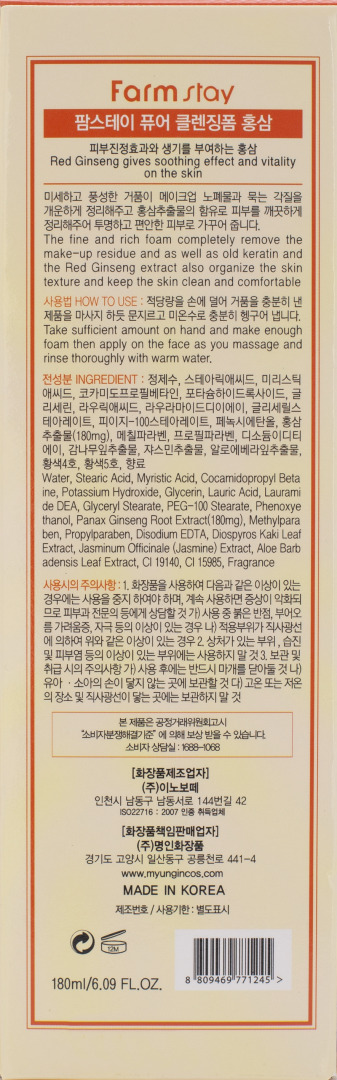 Farm stay
팜스테이 퓨어 클렌징폼 홍삼
피부진정효과와 생기를 부여하는 홍삼
Red Ginseng gives soothing effect and vitality
on the skin
미세하고 풍성한 거품이 메이크업 노폐물과 묵는 각질을
개운하게 정리해주고 홍삼추출물의 함유로 피부를 깨끗하게
정리해주어 투명하고 편안한 피부로 가꾸어 줍니다.
The fine and rich foam completely remove the
make-up residue and as well as old keratin and
the Red Ginseng extract also organize the skin
texture and keep the skin clean and comfortable
사용법 HOW TO USE : 적당량을 손에 덜어 거품을 충분히 낸
제품을 마사지 하듯 문지르고 미온수로 충분히 헹구어 냅니다.
Take sufficient amount on hand and make enough
foam then apply on the face as you massage and
rinse thoroughly with warm water.
전성분 INGREDIENT : 정제수, 스테아릭애씨드, 미리스틱
애씨드, 코카미도프로필베타인, 포타슘하이드록사이드, 글
리세린, 라우릭애씨드, 라우라마이드디이에이, 글리세릴스
테아레이트, 피이지-100스테아레이트, 페녹시에탄올, 홍삼
추출물(180mg), 메칠파라벤, 프로필파라벤, 디소듐이디티
에이, 감나무잎추출물, 쟈스민추출물, 알로에베라잎추출물,
황색4호, 황색5호, 향료
Water, Stearic Acid, Myristic Acid, Cocamidopropyl Beta
ine, Potassium Hydroxide, Glycerin, Lauric Acid, Laurami
de DEA, Glyceryl Stearate, PEG-100 Stearate, Phenoxye
thanol, Panax Ginseng Root Extract(180mg), Methylpara
ben, Propylparaben, Disodium EDTA, Diospyros Kaki Leaf
Extract, Jasminum Officinale (Jasmine) Extract, Aloe Barb
adensis Leaf Extract, CI 19140, CI 15985, Fragrance
사용시의 주의사항 : 1. 화장품을 사용하여 다음과 같은 이상이 있는
경우에는 사용을 중지 하여야 하며, 계속 사용하면 증상이 악화되
므로 피부과 전문의 등에게 상담할 것 가) 사용 중 붉은 반점, 부어오
름 가려움증, 자극 등의 이상이 있는 경우 나) 적용부위가 직사광선
에 의하여 위와 같은 이상이 있는 경우 2. 상처가 있는 부위 , 습진
및 피부염 등의 이상이 있는 부위에는 사용하지 말 것 3. 보관 및
취급 시의 주의사항 가) 사용 후에는 반드시 마개를 닫아둘 것 나)
유아 · 소아의 손이 닿지 않는 곳에 보관할 것 다) 고온 또는 저온
의 장소 및 직사광선이 닿는 곳에는 보관하지 말 것
본 제품은 공정거래위원회고시
"소비자분쟁해결기준" 에 의해 보상 받을 수 있습니다.
소비자 상담실 : 1688-1068
[화장품제조업자]
(주)이노보떼
인천시 남동구 남동서로 144번길 42
ISO22716 : 2007 인증 취득업체
[화장품책임판매업자]
(주)명인화장품
경기도 고양시 일산동구 공릉천로 441-4
www.myungincos.com
MADE IN KOREA
제조번호 / 사용기한 : 별도표시
12M
180ml/6.09 FL.OZ.
8 809469 771245 >